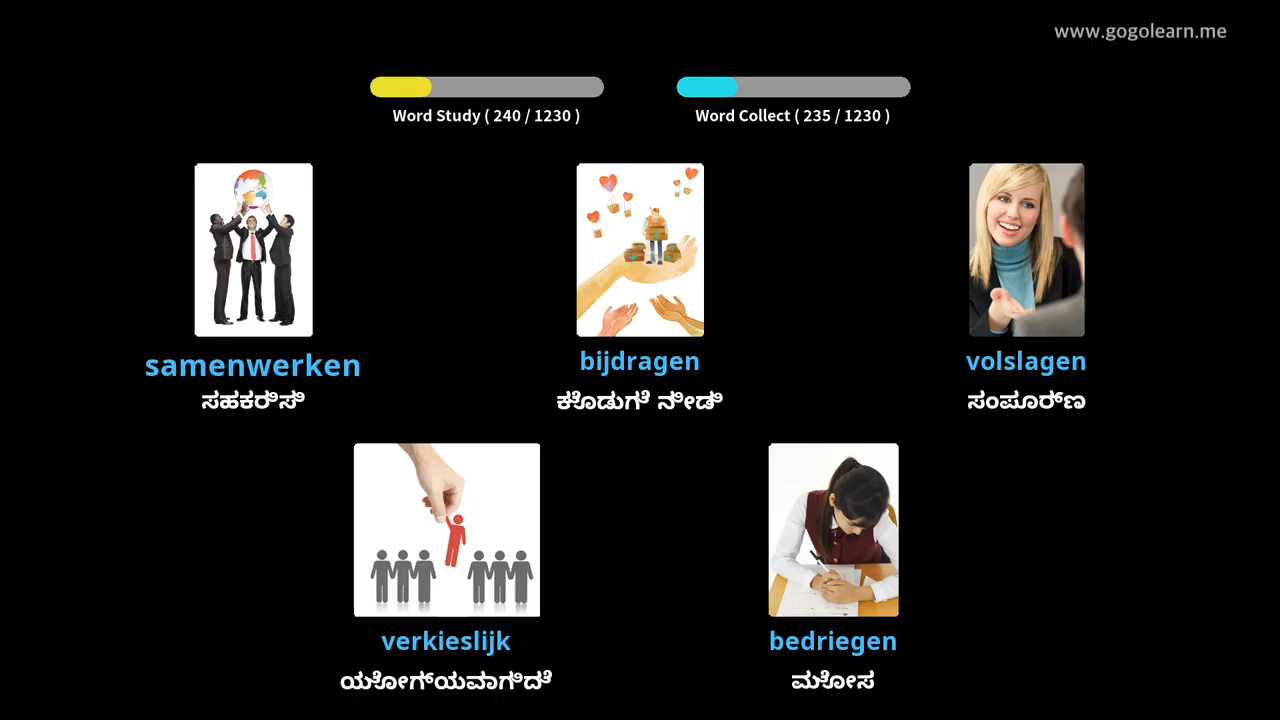 www.gogolearn.me
Word Study ( 240 / 1230 )
Word Collect ( 235 / 1230 )
samenwerken
bijdragen
volslagen
ಸಹಕರಿಸಿ
ಕೊಡುಗೆ ನೀಡಿ
ಸಂಪೂರ್ಣ
verkieslijk
bedriegen
ಯೋಗ್ಯವಾಗಿದೆ
ಮೋಸ